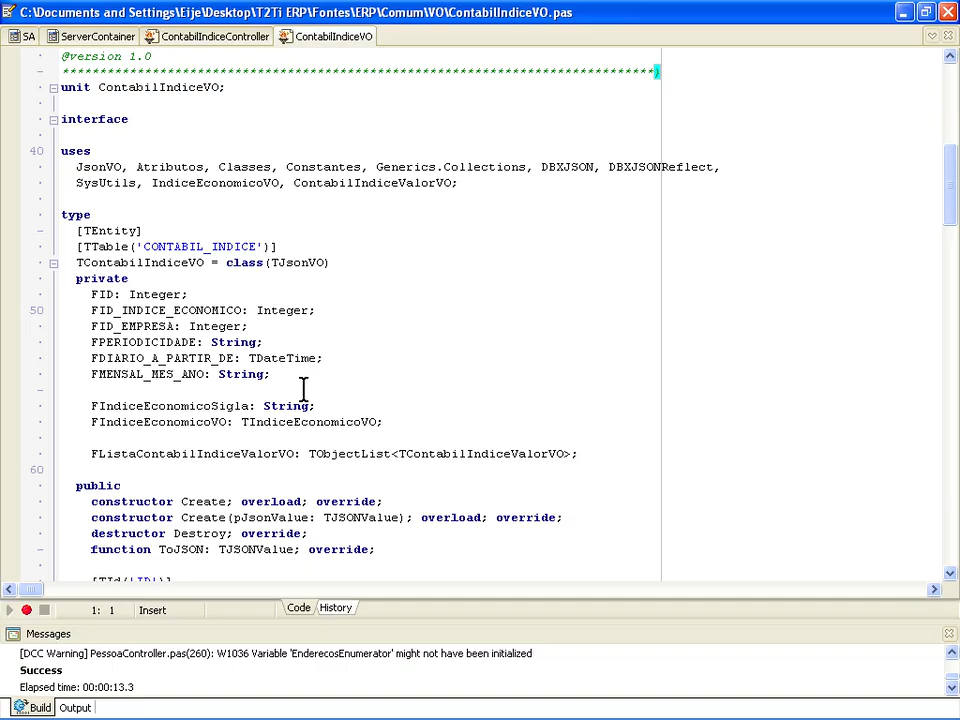 C:\Documents and Settings\Eije\Desktop\T2Ti ERP\Fontes\ERP\Comum\VO\ContabilIndiceVO.pas
SA ServerContainer ContabilIndiceController ContabilIndiceVO
@version 1.0
*******************************************************************************}
unit ContabilIndiceVO;
interface
40 uses
JsonVO, Atributos, Classes, Constantes, Generics.Collections, DBXJSON, DBXJSONReflect,
SysUtils, IndiceEconomicoVO, ContabilIndiceValorVO;
type
[TEntity]
[TTable('CONTABIL_INDICE')]
TContabilIndiceVO = class(TJsonVO)
private
FID: Integer;
50 FID_INDICE_ECONOMICO: Integer;
FID_EMPRESA: Integer;
FPERIODICIDADE: String;
FDIARIO_A_PARTIR_DE: TDateTime;
FMENSAL_MES_ANO: String;
FIndiceEconomicoSigla: String;
FIndiceEconomicoVO: TIndiceEconomicoVO;
FListaContabilIndiceValorVO: TObjectList<TContabilIndiceValorVO>;
60
public
constructor Create; overload; override;
constructor Create(pJsonValue: TJSONValue); overload; override;
destructor Destroy; override;
function ToJSON: TJSONValue; override;
[TId('ID')]
1: 1 Insert Code History
Messages
[DCC Warning] PessoaController.pas(260): W1036 Variable 'EnderecosEnumerator' might not have been initialized
Success
Elapsed time: 00:00:13.3
Build Output